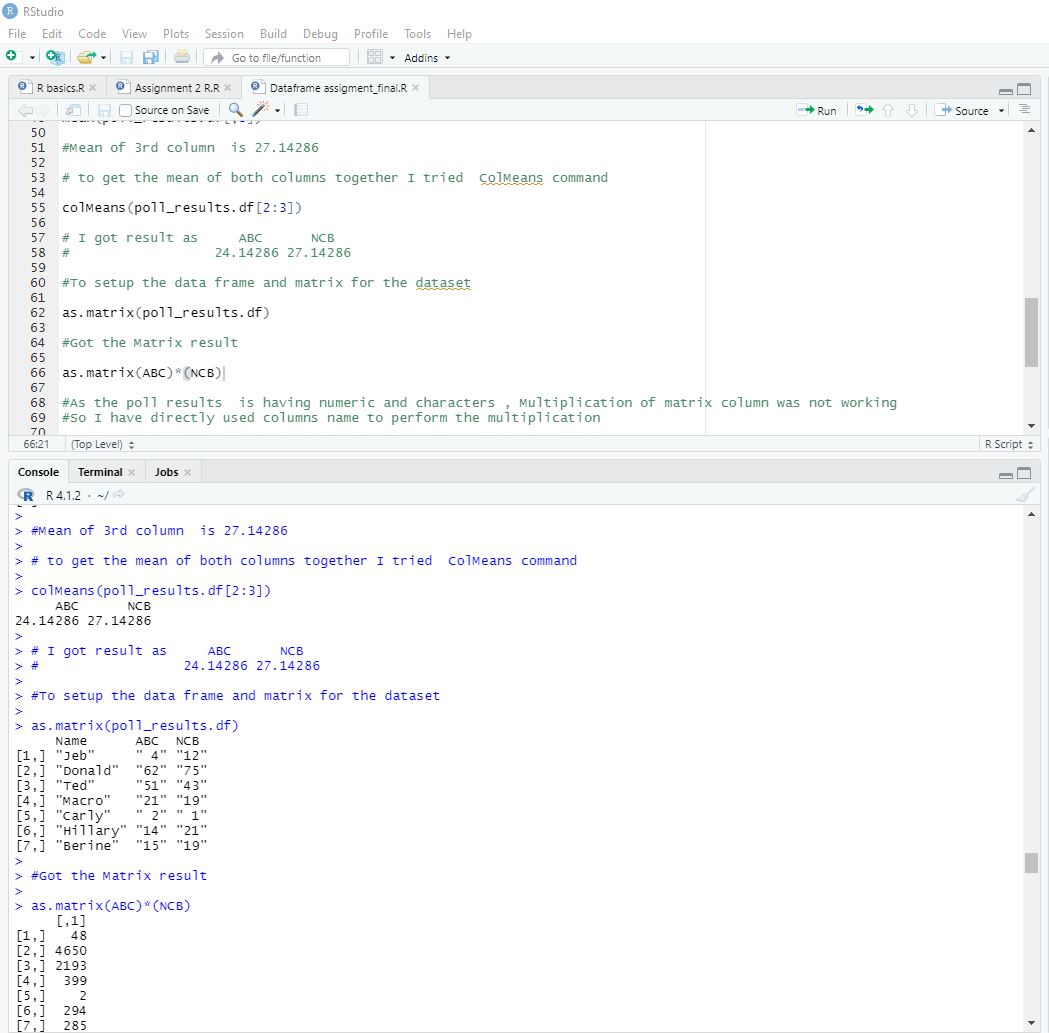 RStudio
File Edit Code View Plots Session Build Debug Profile Tools Help
Go to file/function Addins
R basics.R Assignment 2 R.R Dataframe assigment_final.R
Source on Save Run Source
50
51 #Mean of 3rd column  is 27.14286
52
53 # to get the mean of both columns together I tried  ColMeans command
54
55 colMeans(poll_results.df[2:3])
56
57 # I got result as     ABC      NCB
58 #                   24.14286 27.14286
59
60 #To setup the data frame and matrix for the dataset
61
62 as.matrix(poll_results.df)
63
64 #Got the Matrix result
65
66 as.matrix(ABC)*(NCB)
67
68 #As the poll results  is having numeric and characters , Multiplication of matrix column was not working
69 #So I have directly used columns name to perform the multiplication
70
66:21 (Top Level) R Script
Console Terminal Jobs
R 4.1.2 · ~/
>
> #Mean of 3rd column  is 27.14286
>
> # to get the mean of both columns together I tried  ColMeans command
>
> colMeans(poll_results.df[2:3])
     ABC      NCB
24.14286 27.14286
>
> # I got result as     ABC      NCB
> #                   24.14286 27.14286
>
> #To setup the data frame and matrix for the dataset
>
> as.matrix(poll_results.df)
     Name      ABC  NCB
[1,] "Jeb"     " 4" "12"
[2,] "Donald"  "62" "75"
[3,] "Ted"     "51" "43"
[4,] "Macro"   "21" "19"
[5,] "Carly"   " 2" " 1"
[6,] "Hillary" "14" "21"
[7,] "Berine"  "15" "19"
>
> #Got the Matrix result
>
> as.matrix(ABC)*(NCB)
     [,1]
[1,]   48
[2,] 4650
[3,] 2193
[4,]  399
[5,]    2
[6,]  294
[7,]  285